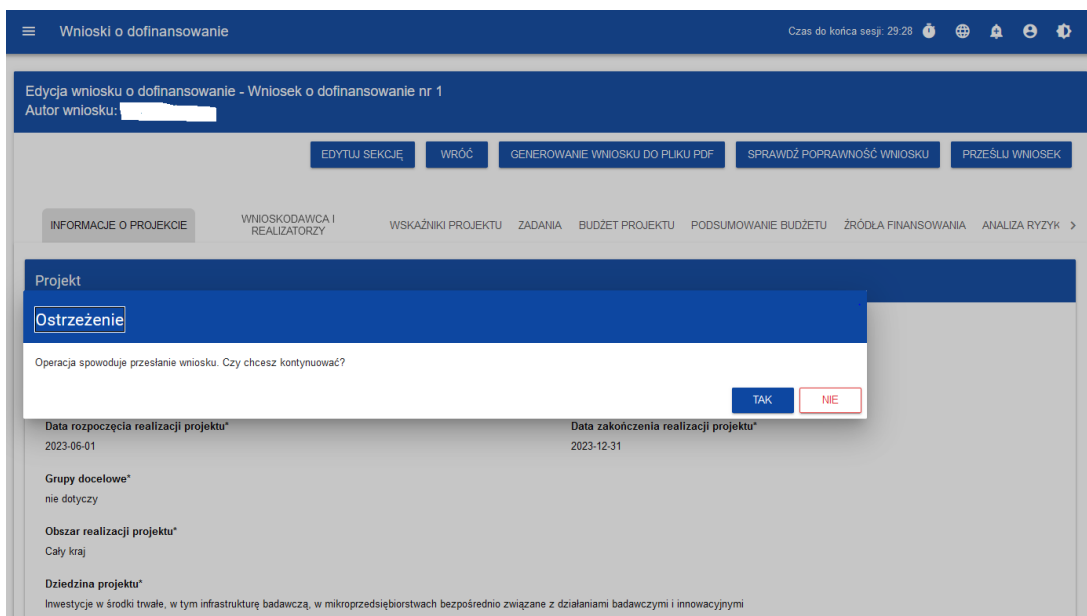 Wnioski o dofinansowanie
Czas do końca sesji: 29:28
Edycja wniosku o dofinansowanie - Wniosek o dofinansowanie nr 1
Autor wniosku:
EDYTUJ SEKCJĘ WRÓĆ GENEROWANIE WNIOSKU DO PLIKU PDF SPRAWDŹ POPRAWNOŚĆ WNIOSKU PRZEŚLIJ WNIOSEK
INFORMACJE O PROJEKCIE WNIOSKODAWCA I REALIZATORZY WSKAŹNIKI PROJEKTU ZADANIA BUDŻET PROJEKTU PODSUMOWANIE BUDŻETU ŹRÓDŁA FINANSOWANIA ANALIZA RYZYK
Projekt
Ostrzeżenie
Operacja spowoduje przesłanie wniosku. Czy chcesz kontynuować?
TAK NIE
Data rozpoczęcia realizacji projektu* Data zakończenia realizacji projektu*
2023-06-01 2023-12-31
Grupy docelowe*
nie dotyczy
Obszar realizacji projektu*
Cały kraj
Dziedzina projektu*
Inwestycje w środki trwałe, w tym infrastrukturę badawczą, w mikroprzedsiębiorstwach bezpośrednio związane z działaniami badawczymi i innowacyjnymi